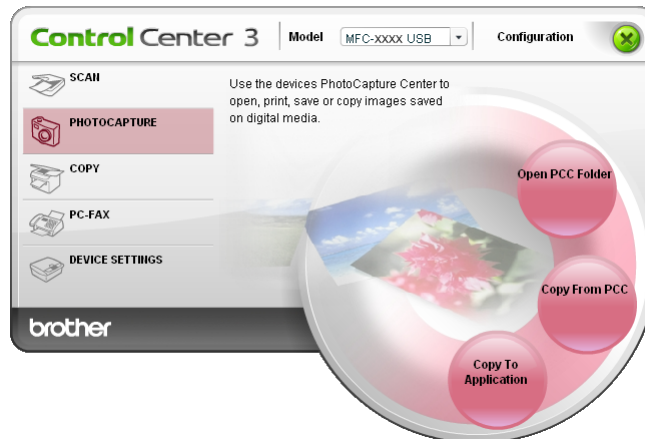 Control Center 3
Model
MFC-XXXX USB
Configuration
SCAN
PHOTOCAPTURE
COPY
PC-FAX
DEVICE SETTINGS
Use the devices PhotoCapture Center to
open, print, save or copy images saved
on digital media.
Open PCC Folder
Copy From PCC
Copy To
Application
brother